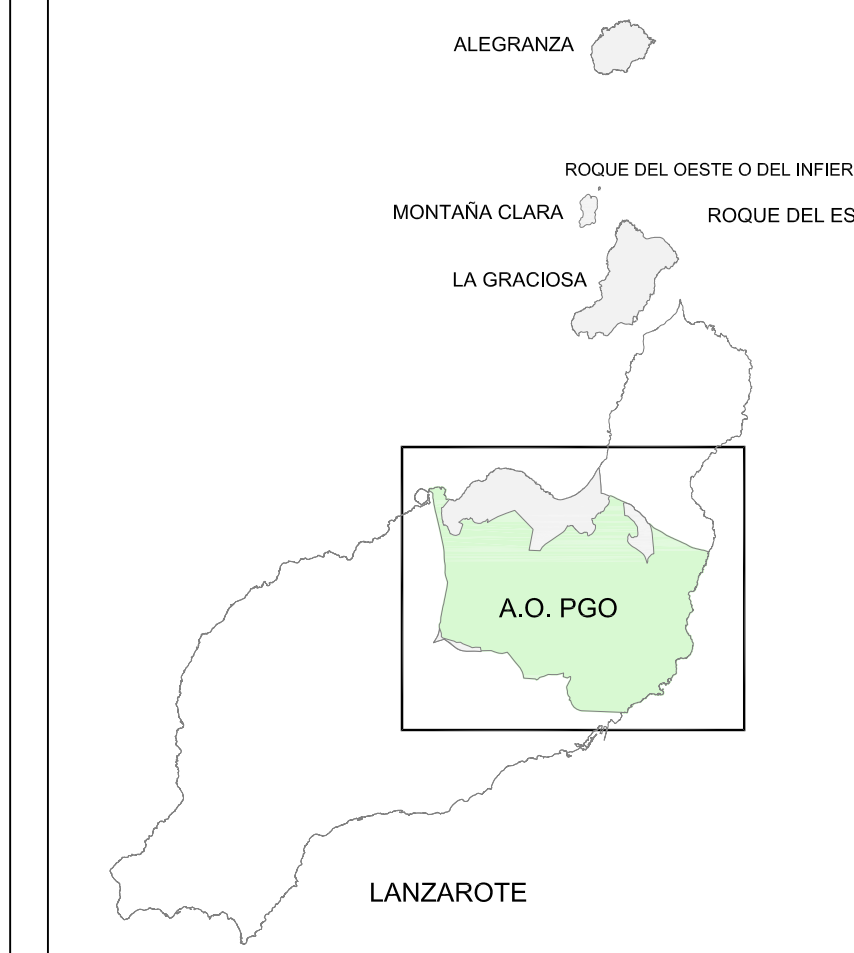 ALEGRANZA
ROQUE DEL OESTE O DEL INFIER
MONTAÑA CLARA
ROQUE DEL ES
LA GRACIOSA
A.O. PGO
LANZAROTE